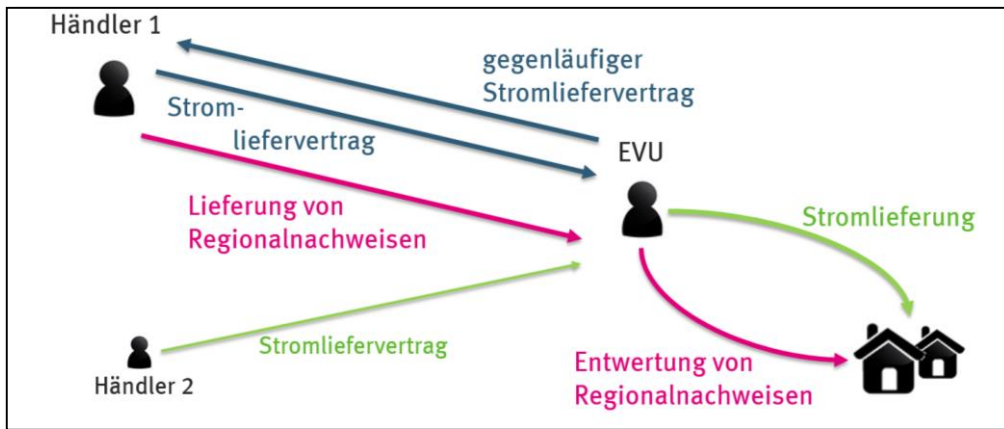 Händler 1
gegenläufiger
Stromliefervertrag
Strom-
liefervertrag
EVU
Lieferung von
Regionalnachweisen
Stromlieferung
Stromliefervertrag
Händler 2
Entwertung von
Regionalnachweisen